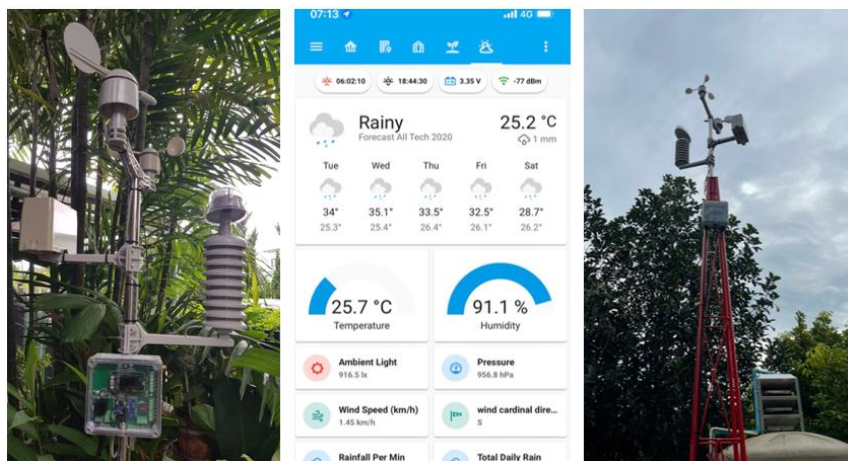 07:13
4G
06:02:10
18:44:30
3.35 V
-77 dBm
Rainy
Forecast All Tech 2020
25.2 °C
1 mm
Tue Wed Thu Fri Sat
34° 35.1° 33.5° 32.5° 28.7°
25.3° 25.4° 26.4° 26.1° 26.2°
25.7 °C
Temperature
91.1 %
Humidity
Ambient Light
916.5 lx
Pressure
956.8 hPa
Wind Speed (km/h)
1.45 km/h
wind cardinal dire...
S
Rainfall Per Min
Total Daily Rain